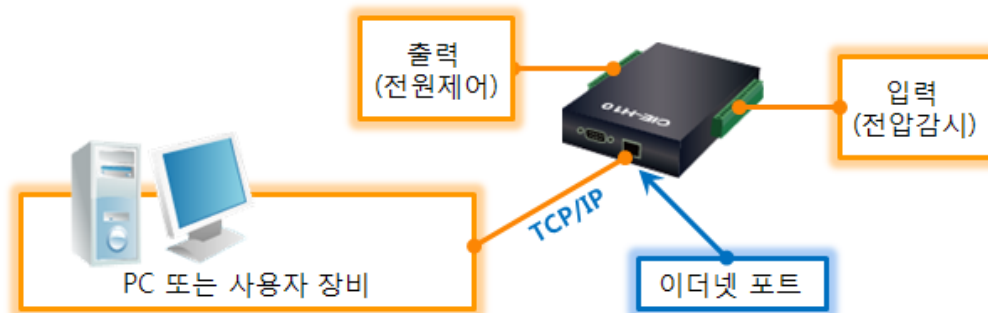 출력
(전원제어)
CIE-H10
입력
(전압감시)
TCP/IP
PC 또는 사용자 장비
이더넷 포트